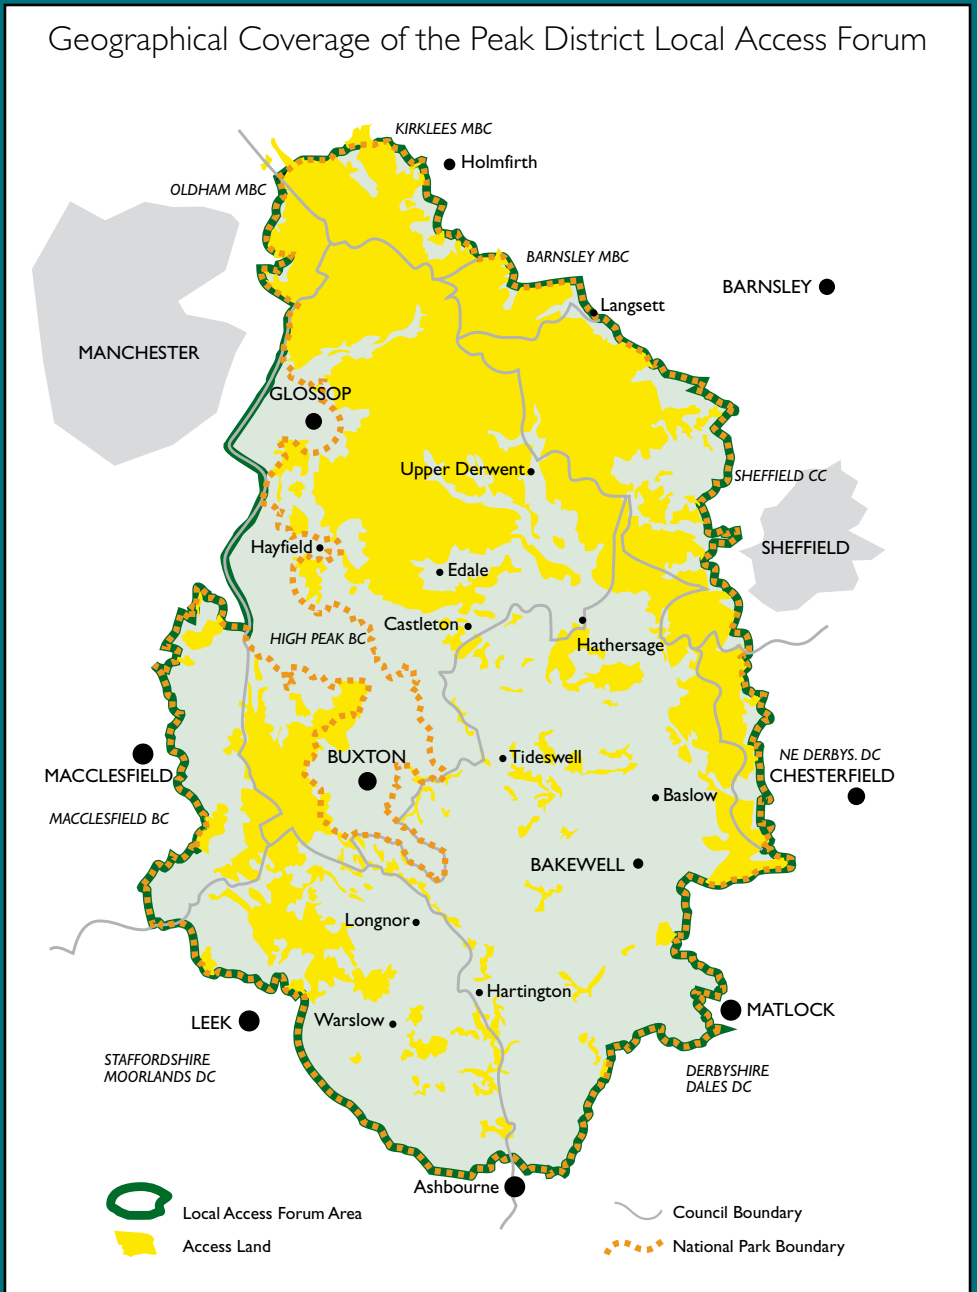 Geographical Coverage of the Peak District Local Access Forum
KIRKLEES MBC
Holmfirth
OLDHAM MBC
BARNSLEY MBC
BARNSLEY
Langsett
MANCHESTER
GLOSSOP
Upper Derwent
SHEFFIELD CC
Hayfield
SHEFFIELD
Edale
Castleton
HIGH PEAK BC
Hathersage
BUXTON
Tideswell
NE DERBYS. DC
MACCLESFIELD
CHESTERFIELD
Baslow
MACCLESFIELD BC
BAKEWELL
Longnor
Hartington
MATLOCK
LEEK
Warslow
STAFFORDSHIRE
MOORLANDS DC
DERBYSHIRE
DALES DC
Ashbourne
Local Access Forum Area
Council Boundary
Access Land
National Park Boundary